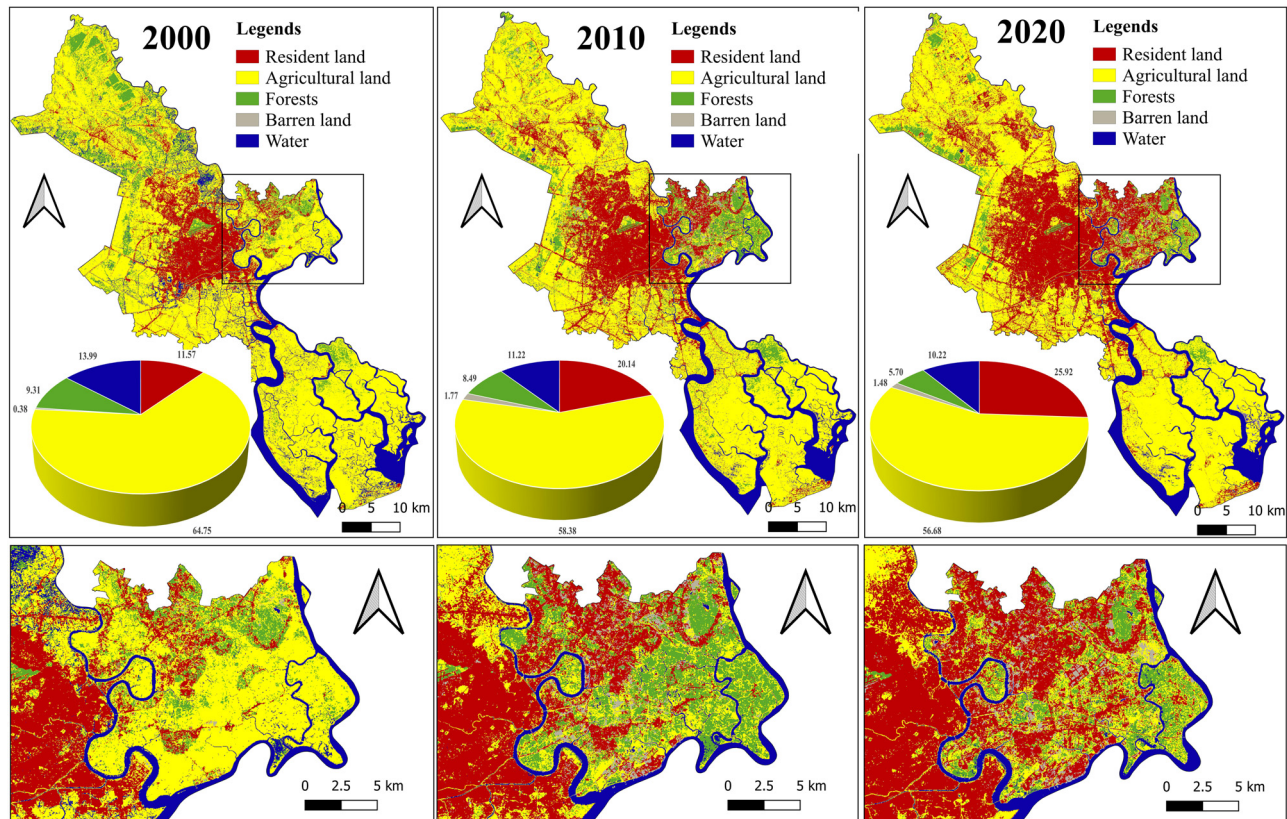 2000
Legends
Resident land
Agricultural land
Forests
Barren land
Water
13.99
11.57
9.31
0.38
64.75
0 5 10 km
2010
Legends
Resident land
Agricultural land
Forests
Barren land
Water
11.22
20.14
8.49
1.77
58.38
0 5 10 km
2020
Legends
Resident land
Agricultural land
Forests
Barren land
Water
10.22
25.92
5.70
1.48
56.68
0 5 10 km
0 2.5 5 km
0 2.5 5 km
0 2.5 5 km